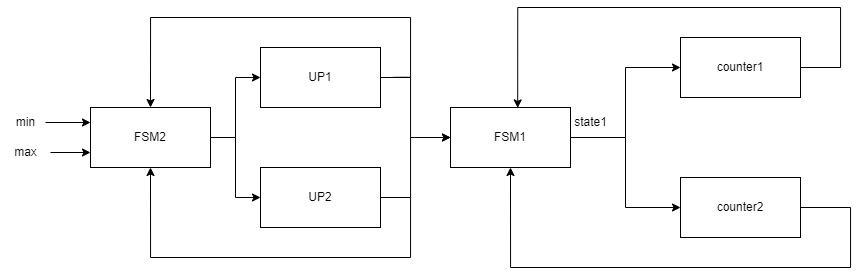 min
max
FSM2
UP1
UP2
FSM1
state1
counter1
counter2